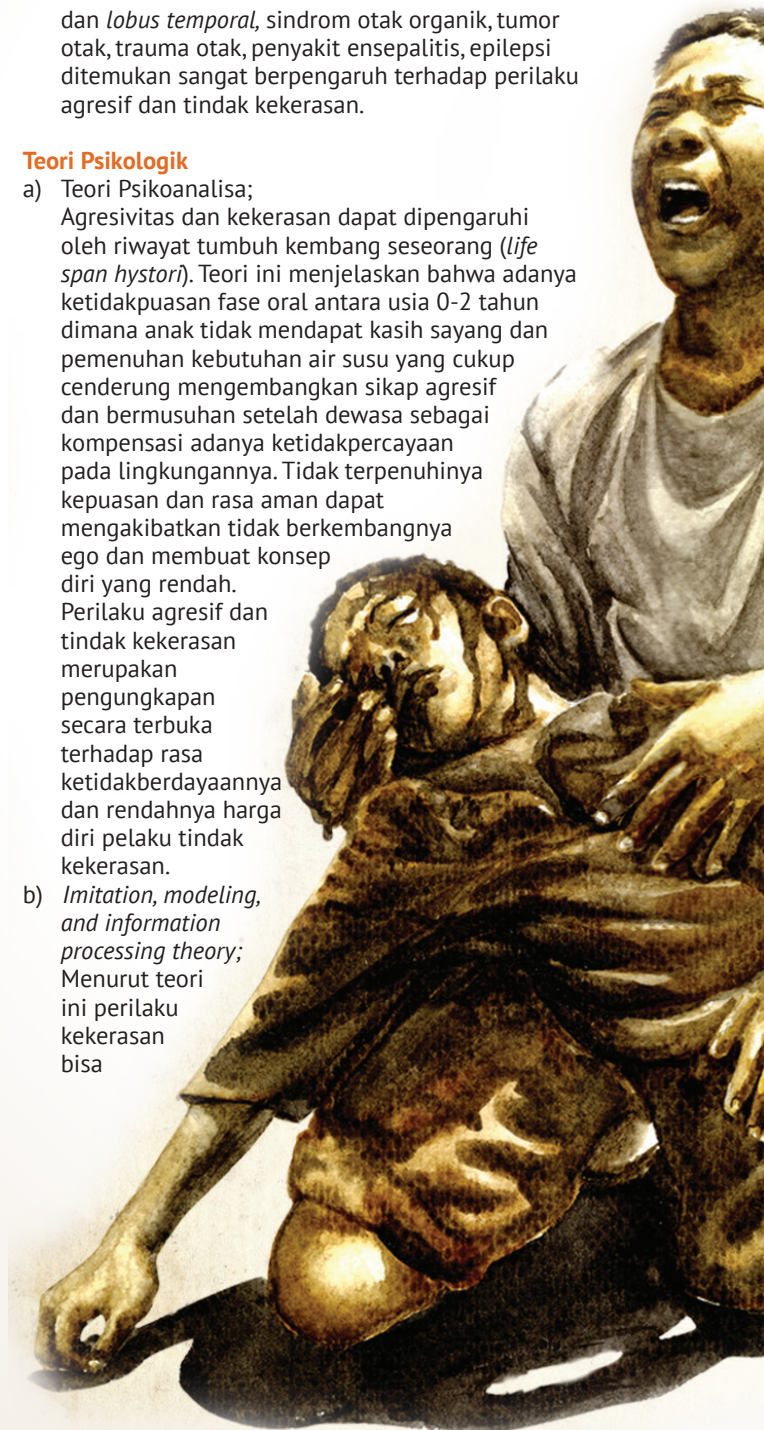 dan lobus temporal, sindrom otak organik, tumor
otak, trauma otak, penyakit ensepalitis, epilepsi
ditemukan sangat berpengaruh terhadap perilaku
agresif dan tindak kekerasan.
Teori Psikologik
a) Teori Psikoanalisa;
Agresivitas dan kekerasan dapat dipengaruhi
oleh riwayat tumbuh kembang seseorang (life
span hystori). Teori ini menjelaskan bahwa adanya
ketidakpuasan fase oral antara usia 0-2 tahun
dimana anak tidak mendapat kasih sayang dan
pemenuhan kebutuhan air susu yang cukup
cenderung mengembangkan sikap agresif
dan bermusuhan setelah dewasa sebagai
kompensasi adanya ketidakpercayaan
pada lingkungannya. Tidak terpenuhinya
kepuasan dan rasa aman dapat
mengakibatkan tidak berkembangnya
ego dan membuat konsep
diri yang rendah.
Perilaku agresif dan
tindak kekerasan
merupakan
pengungkapan
secara terbuka
terhadap rasa
ketidakberdayaannya
dan rendahnya harga
diri pelaku tindak
kekerasan.
b) Imitation, modeling,
and information
processing theory;
Menurut teori
ini perilaku
kekerasan
bisa